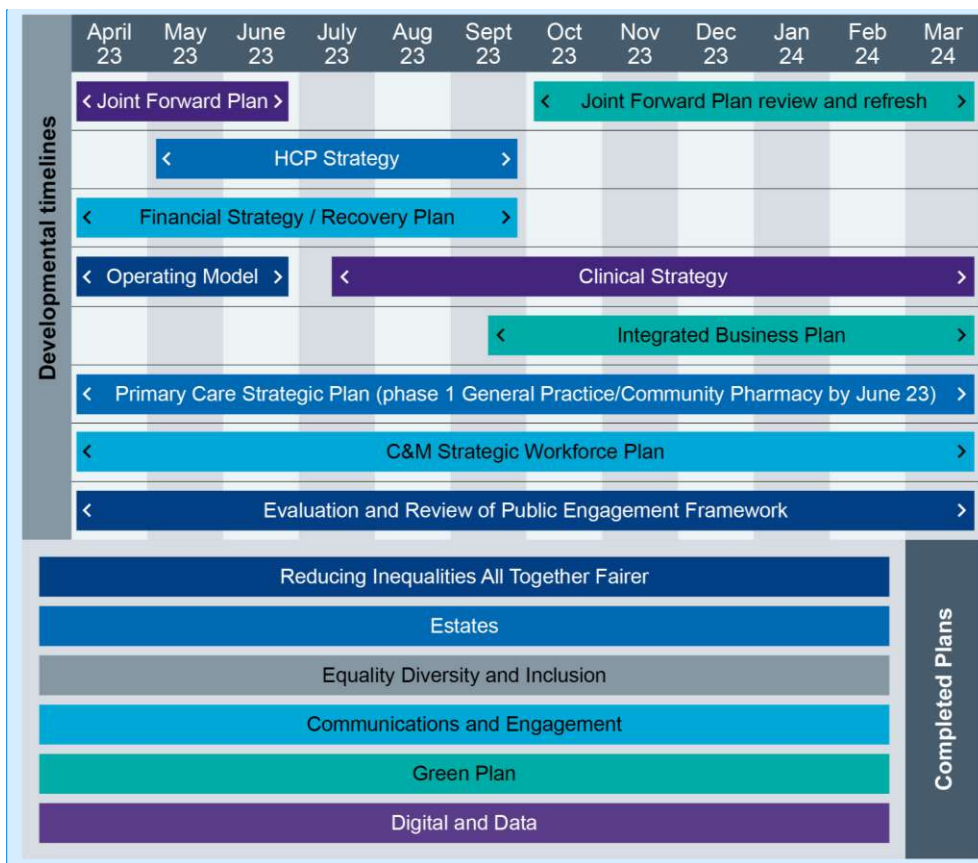 April 23 May 23 June 23 July 23 Aug 23 Sept 23 Oct 23 Nov 23 Dec 23 Jan 24 Feb 24 Mar 24
Developmental timelines
Joint Forward Plan
Joint Forward Plan review and refresh
HCP Strategy
Financial Strategy / Recovery Plan
Operating Model
Clinical Strategy
Integrated Business Plan
Primary Care Strategic Plan (phase 1 General Practice/Community Pharmacy by June 23)
C&M Strategic Workforce Plan
Evaluation and Review of Public Engagement Framework
Reducing Inequalities All Together Fairer
Estates
Equality Diversity and Inclusion
Communications and Engagement
Green Plan
Digital and Data
Completed Plans